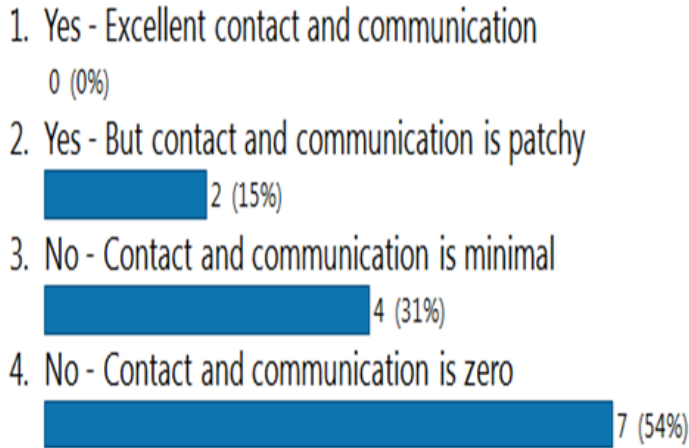 1. Yes - Excellent contact and communication
0 (0%)
2. Yes - But contact and communication is patchy
2 (15%)
3. No - Contact and communication is minimal
4 (31%)
4. No - Contact and communication is zero
7 (54%)